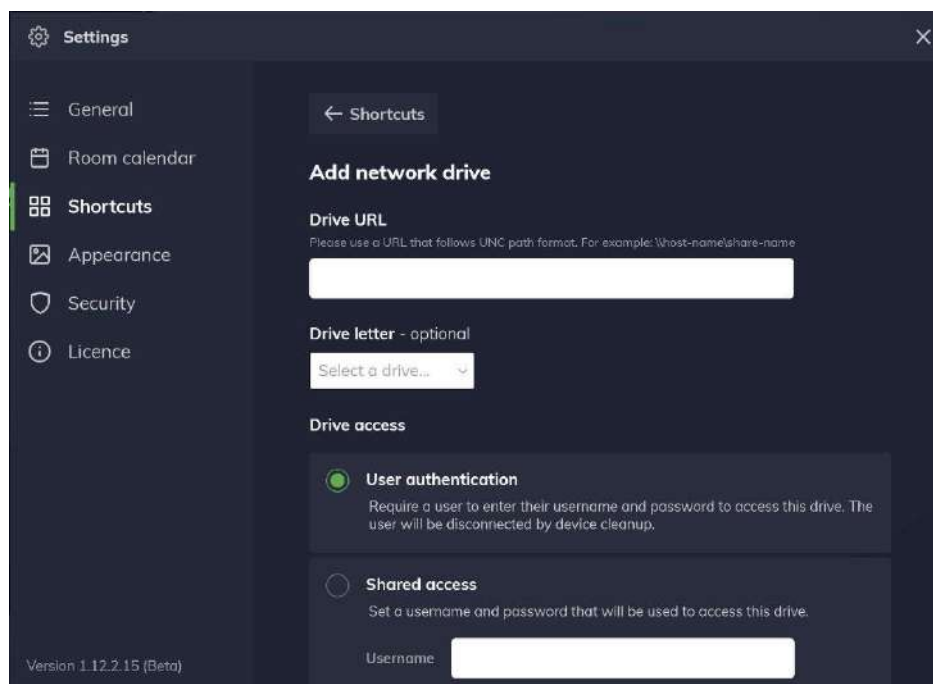 Settings
General
Room calendar
Shortcuts
Appearance
Security
Licence
Version 1.12.2.15 (Beta)
← Shortcuts
Add network drive
Drive URL
Please use a URL that follows UNC path format. For example: \\host-name\share-name
Drive letter - optional
Select a drive...
Drive access
User authentication
Require a user to enter their username and password to access this drive. The
user will be disconnected by device cleanup.
Shared access
Set a username and password that will be used to access this drive.
Username